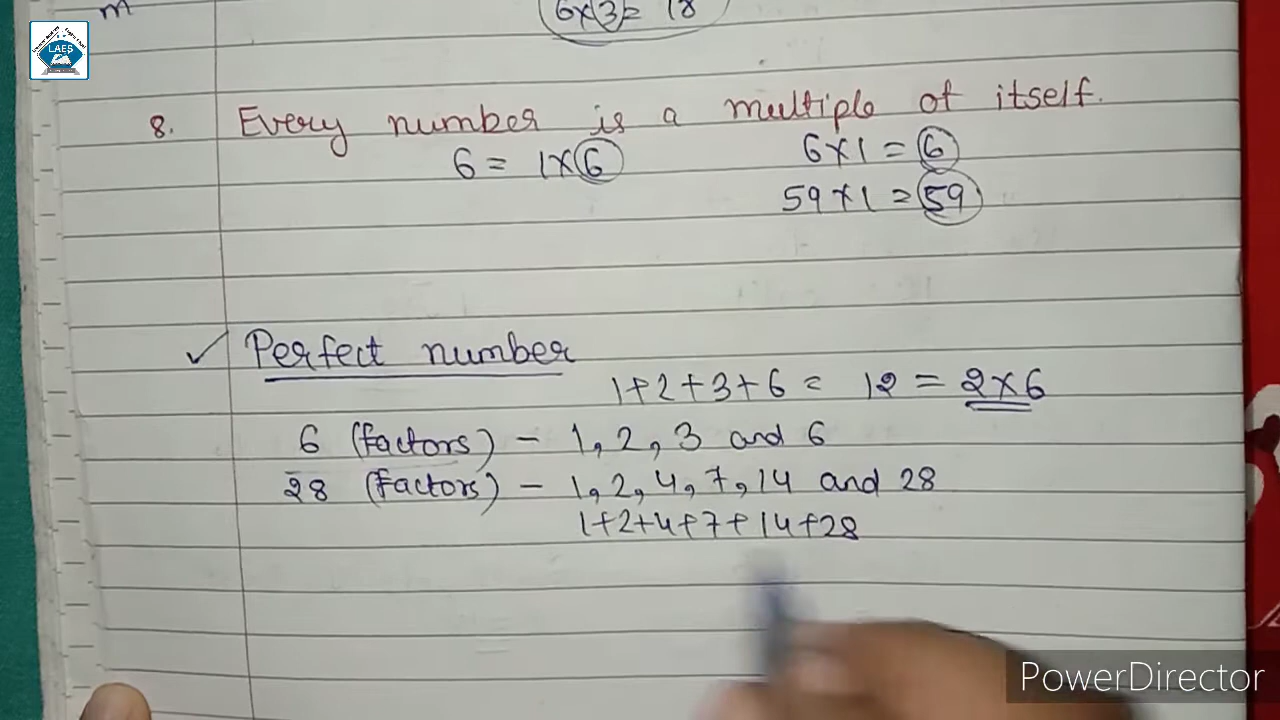 m
6×3= 18
LAES
8. Every number is a multiple of itself.
6 = 1×6 6×1 = 6
59×1 = 59
✓ Perfect number
1+2+3+6 = 12 = 2×6
6 (factors) - 1, 2, 3 and 6
28 (factors) - 1, 2, 4, 7, 14 and 28
1+2+4+7+14+28
PowerDirector